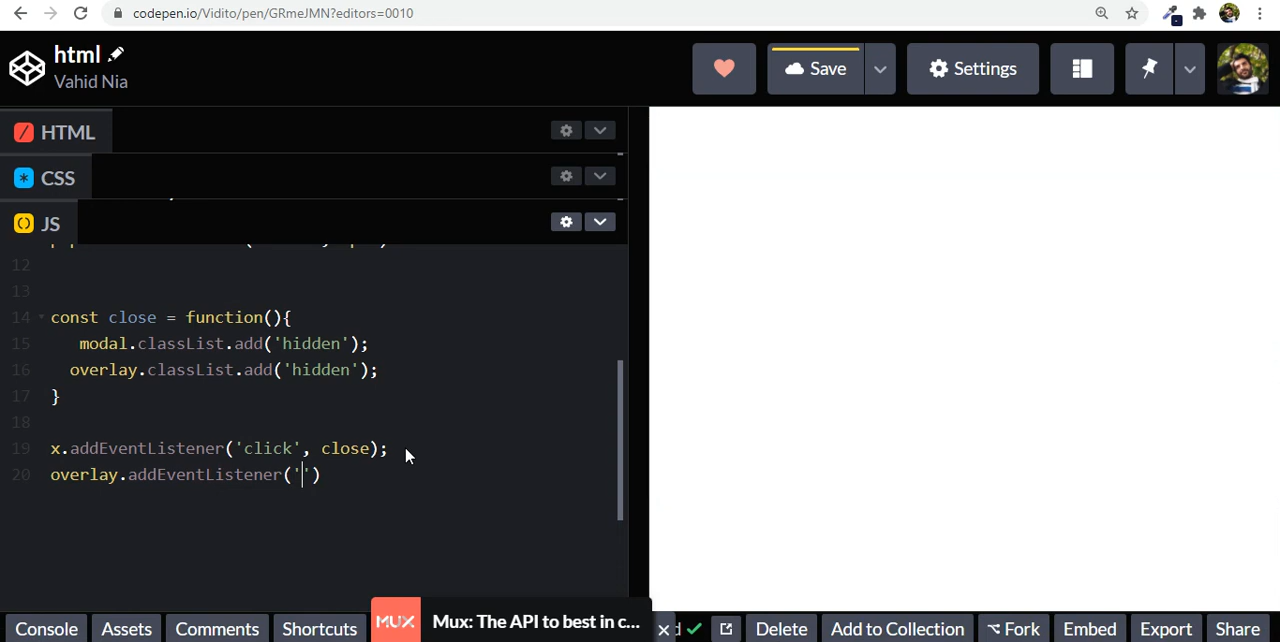 codepen.io/Vidito/pen/GRmeJMN?editors=0010
html
Vahid Nia
Save
Settings
HTML
CSS
JS
12
13
14 const close = function(){
15 modal.classList.add('hidden');
16 overlay.classList.add('hidden');
17 }
18
19 x.addEventListener('click', close);
20 overlay.addEventListener('')
Console Assets Comments Shortcuts MUX Mux: The API to best in c... Delete Add to Collection Fork Embed Export Share